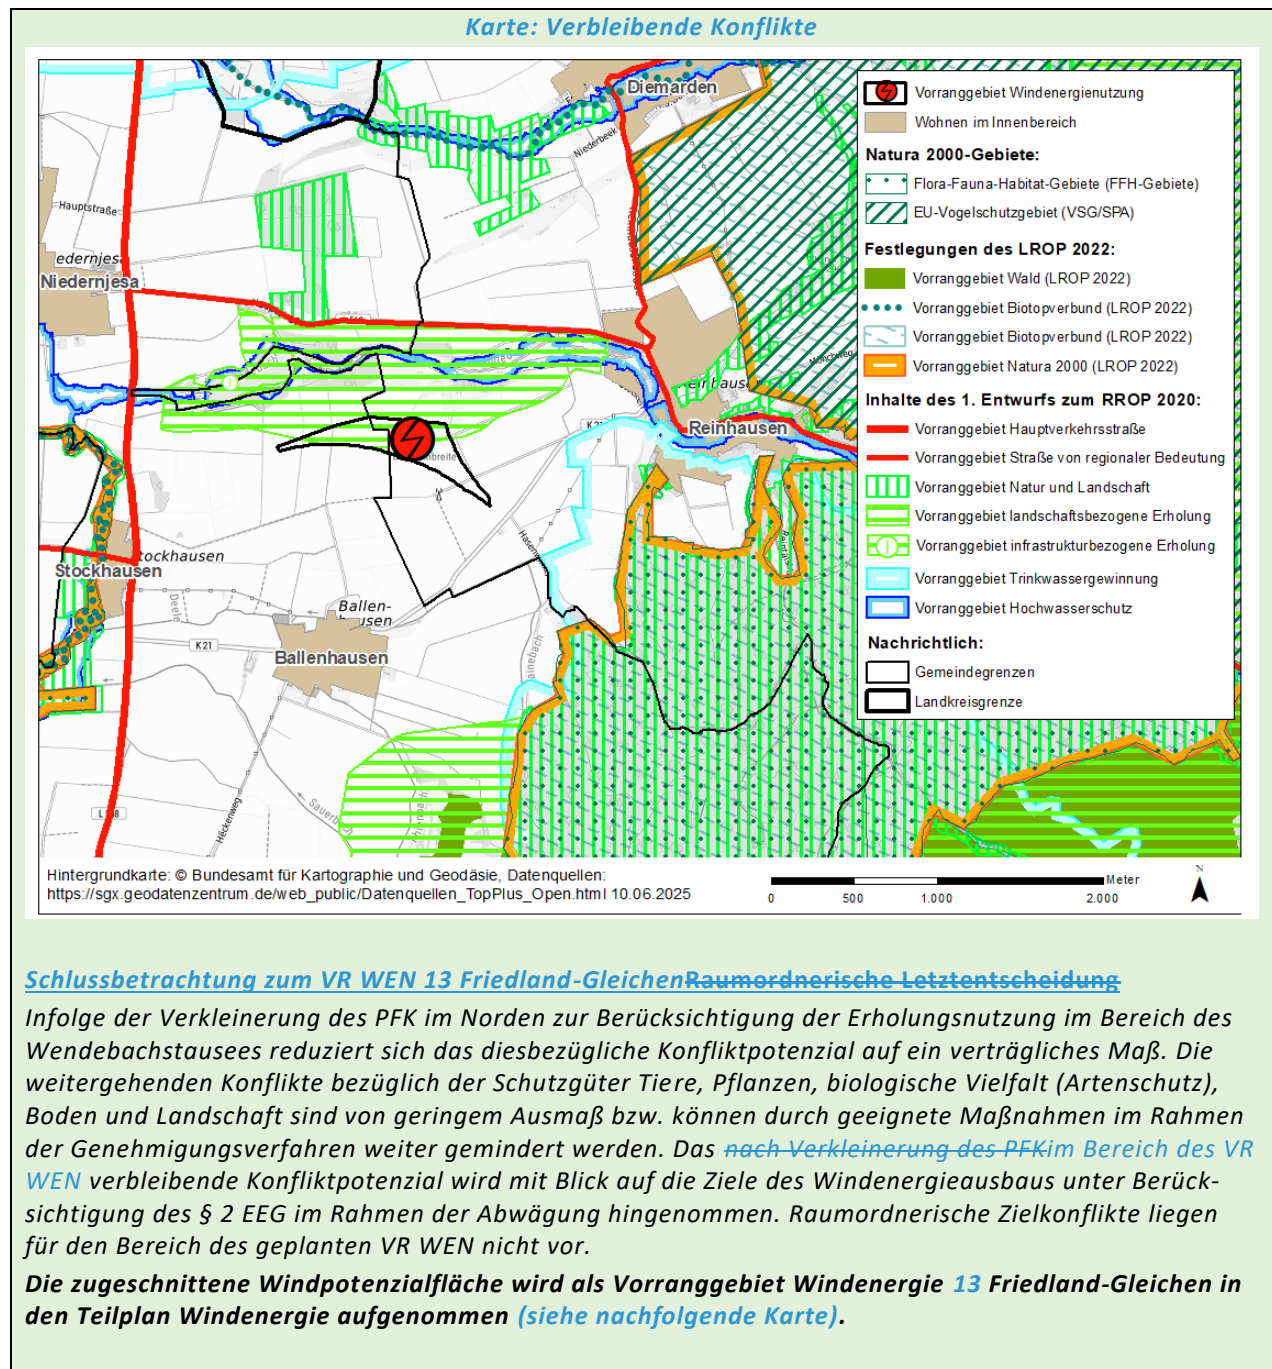 Karte: Verbleibende Konflikte
Diemarden
Niederbeek
Hauptstraße
edernjesa
Niedernjesa
Reinhausen
K2
Mönchweg
Stockhausen
Stockhausen
Ballen-
hausen
Ballenhausen
Deele
K21
Hasenw
ainebach
Sauerbach
Heckenweg
Vorranggebiet Windenergienutzung
Wohnen im Innenbereich
Natura 2000-Gebiete:
Flora-Fauna-Habitat-Gebiete (FFH-Gebiete)
EU-Vogelschutzgebiet (VSG/SPA)
Festlegungen des LROP 2022:
Vorranggebiet Wald (LROP 2022)
Vorranggebiet Biotopverbund (LROP 2022)
Vorranggebiet Biotopverbund (LROP 2022)
Vorranggebiet Natura 2000 (LROP 2022)
Inhalte des 1. Entwurfs zum RROP 2020:
Vorranggebiet Hauptverkehrsstraße
Vorranggebiet Straße von regionaler Bedeutung
Vorranggebiet Natur und Landschaft
Vorranggebiet landschaftsbezogene Erholung
Vorranggebiet infrastrukturbezogene Erholung
Vorranggebiet Trinkwassergewinnung
Vorranggebiet Hochwasserschutz
Nachrichtlich:
Gemeindegrenzen
Landkreisgrenze
Hintergrundkarte: © Bundesamt für Kartographie und Geodäsie, Datenquellen:
https://sgx.geodatenzentrum.de/web_public/Datenquellen_TopPlus_Open.html 10.06.2025
Meter
0 500 1.000 2.000
N
Schlussbetrachtung zum VR WEN 13 Friedland-GleichenRaumordnerische Letztentscheidung
Infolge der Verkleinerung des PFK im Norden zur Berücksichtigung der Erholungsnutzung im Bereich des
Wendebachstausees reduziert sich das diesbezügliche Konfliktpotenzial auf ein verträgliches Maß. Die
weitergehenden Konflikte bezüglich der Schutzgüter Tiere, Pflanzen, biologische Vielfalt (Artenschutz),
Boden und Landschaft sind von geringem Ausmaß bzw. können durch geeignete Maßnahmen im Rahmen
der Genehmigungsverfahren weiter gemindert werden. Das nach Verkleinerung des PFKim Bereich des VR
WEN verbleibende Konfliktpotenzial wird mit Blick auf die Ziele des Windenergieausbaus unter Berück-
sichtigung des § 2 EEG im Rahmen der Abwägung hingenommen. Raumordnerische Zielkonflikte liegen
für den Bereich des geplanten VR WEN nicht vor.
Die zugeschnittene Windpotenzialfläche wird als Vorranggebiet Windenergie 13 Friedland-Gleichen in
den Teilplan Windenergie aufgenommen (siehe nachfolgende Karte).